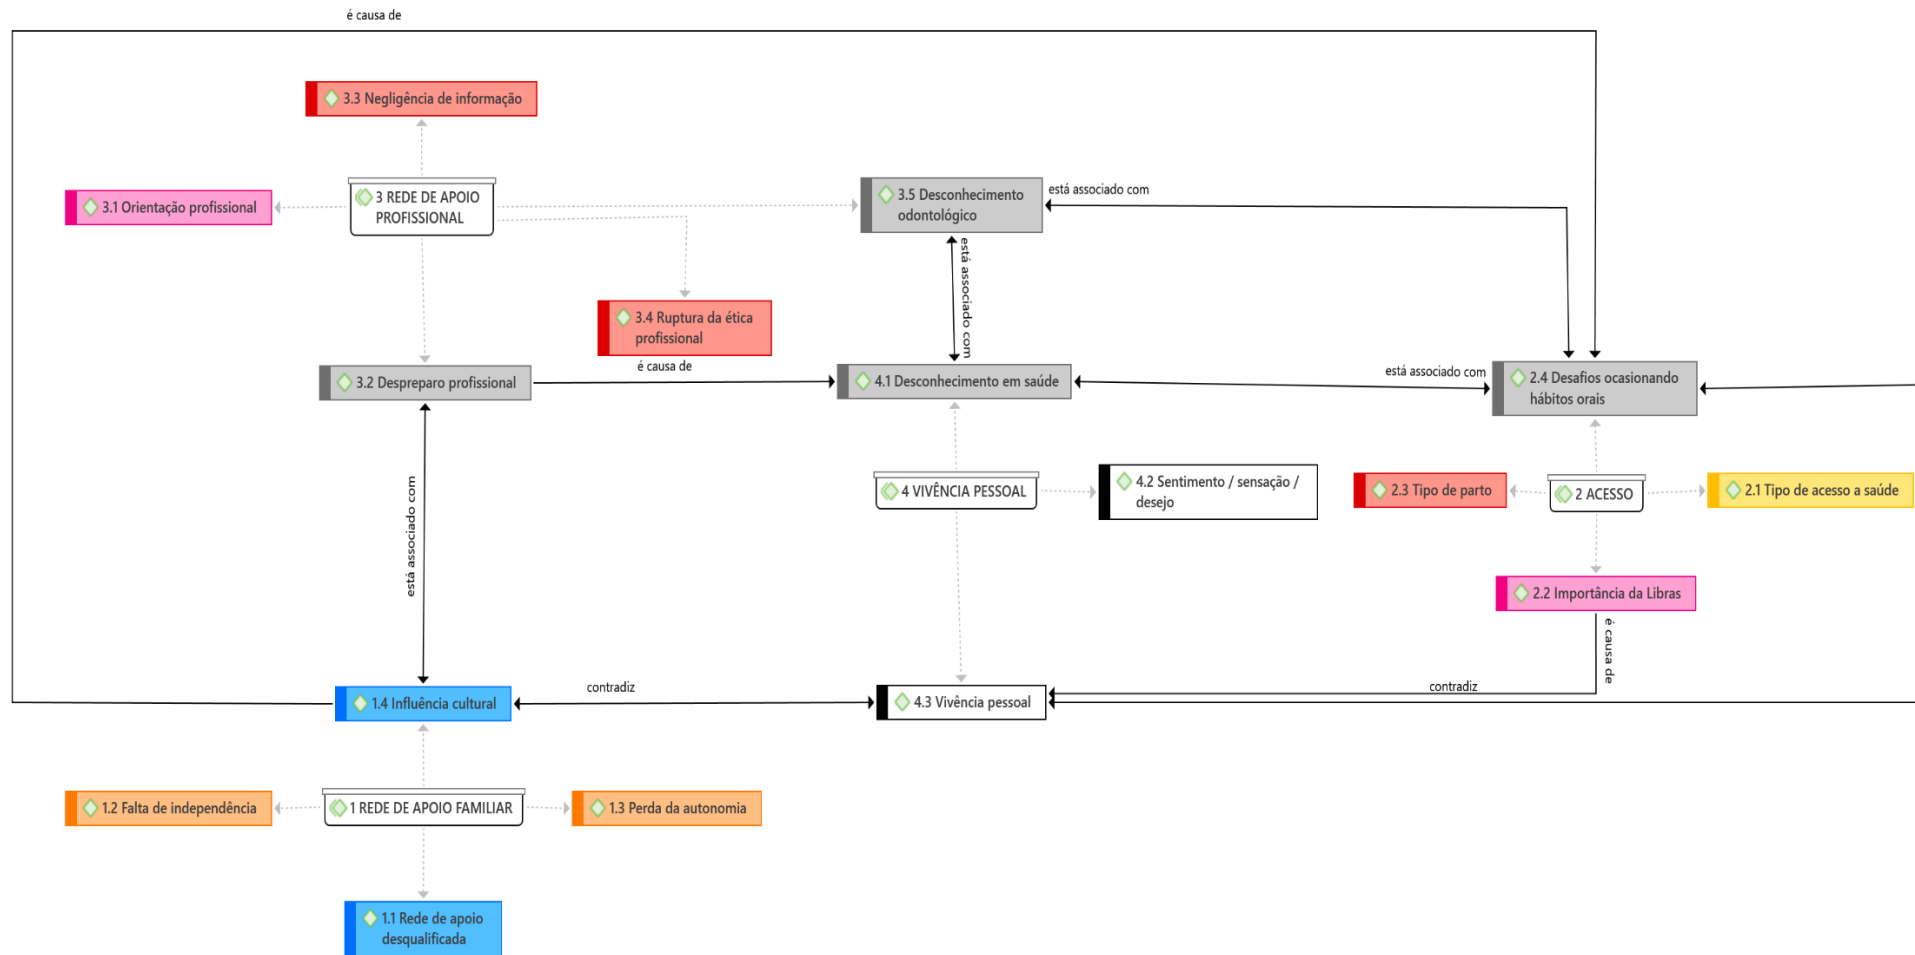 é causa de
3.3 Negligência de informação
3.1 Orientação profissional
3 REDE DE APOIO
PROFISSIONAL
3.5 Desconhecimento
odontológico
está associado com
está associado com
3.4 Ruptura da ética
profissional
é causa de
3.2 Despreparo profissional
4.1 Desconhecimento em saúde
está associado com
2.4 Desafios ocasionando
hábitos orais
está associado com
4 VIVÊNCIA PESSOAL
4.2 Sentimento / sensação /
desejo
2.3 Tipo de parto
2 ACESSO
2.1 Tipo de acesso a saúde
2.2 Importância da Libras
é causa de
1.4 Influência cultural
contradiz
4.3 Vivência pessoal
contradiz
1.2 Falta de independência
1 REDE DE APOIO FAMILIAR
1.3 Perda da autonomia
1.1 Rede de apoio
desqualificada